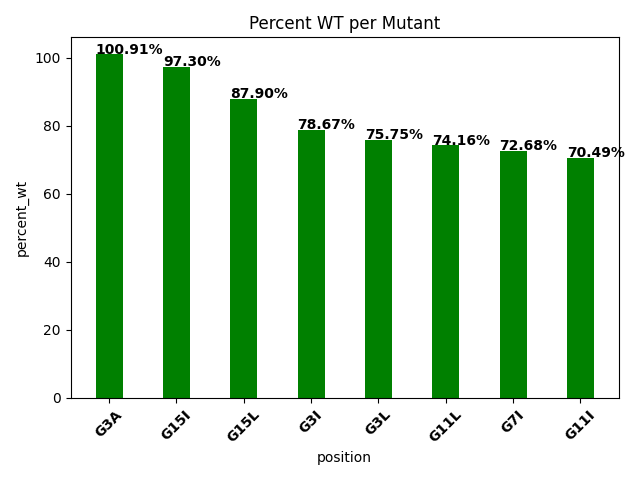 Percent WT per Mutant
percent_wt
100
80
60
40
20
0
100.91%
97.30%
87.90%
78.67%
75.75%
74.16%
72.68%
70.49%
G3A
G15I
G15L
G3I
G3L
G11L
G7I
G11I
position